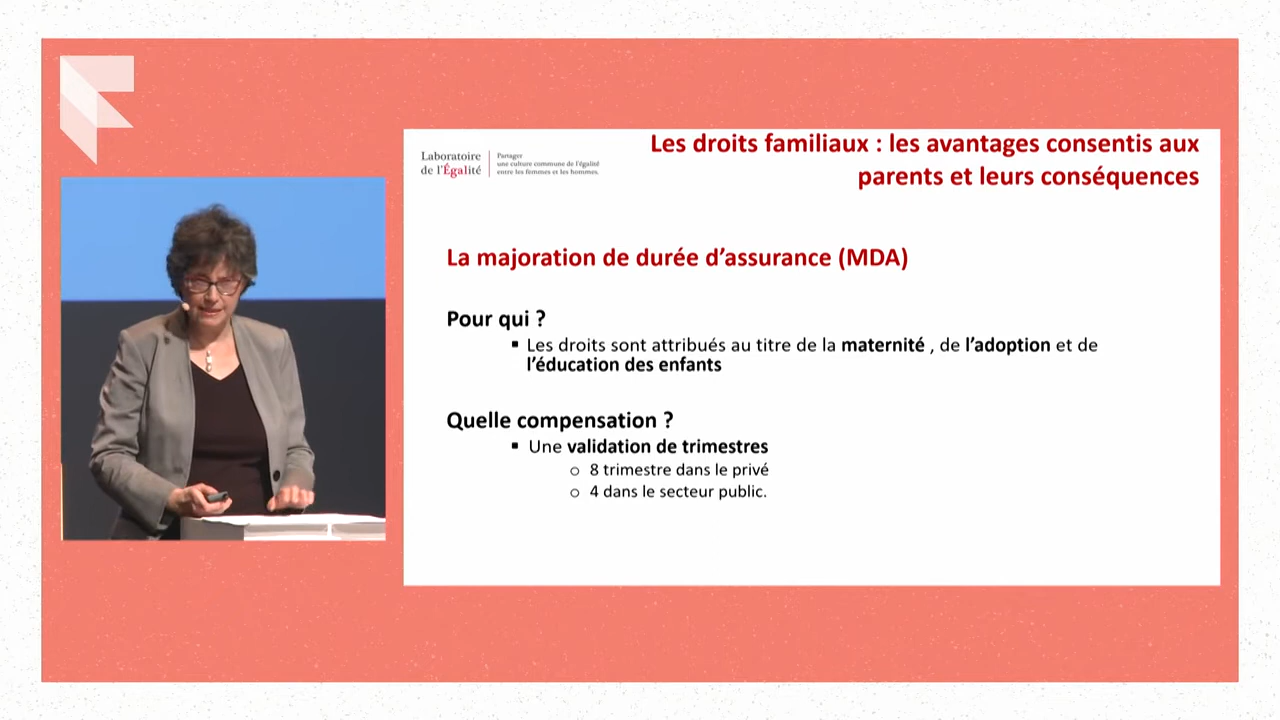 Les droits familiaux : les avantages consentis aux
parents et leurs conséquences
Laboratoire
de l'Égalité
Partager
une culture commune de l'égalité
entre les femmes et les hommes.
La majoration de durée d'assurance (MDA)
Pour qui ?
▪ Les droits sont attribués au titre de la maternité , de l'adoption et de
l'éducation des enfants
Quelle compensation ?
▪ Une validation de trimestres
○ 8 trimestre dans le privé
○ 4 dans le secteur public.